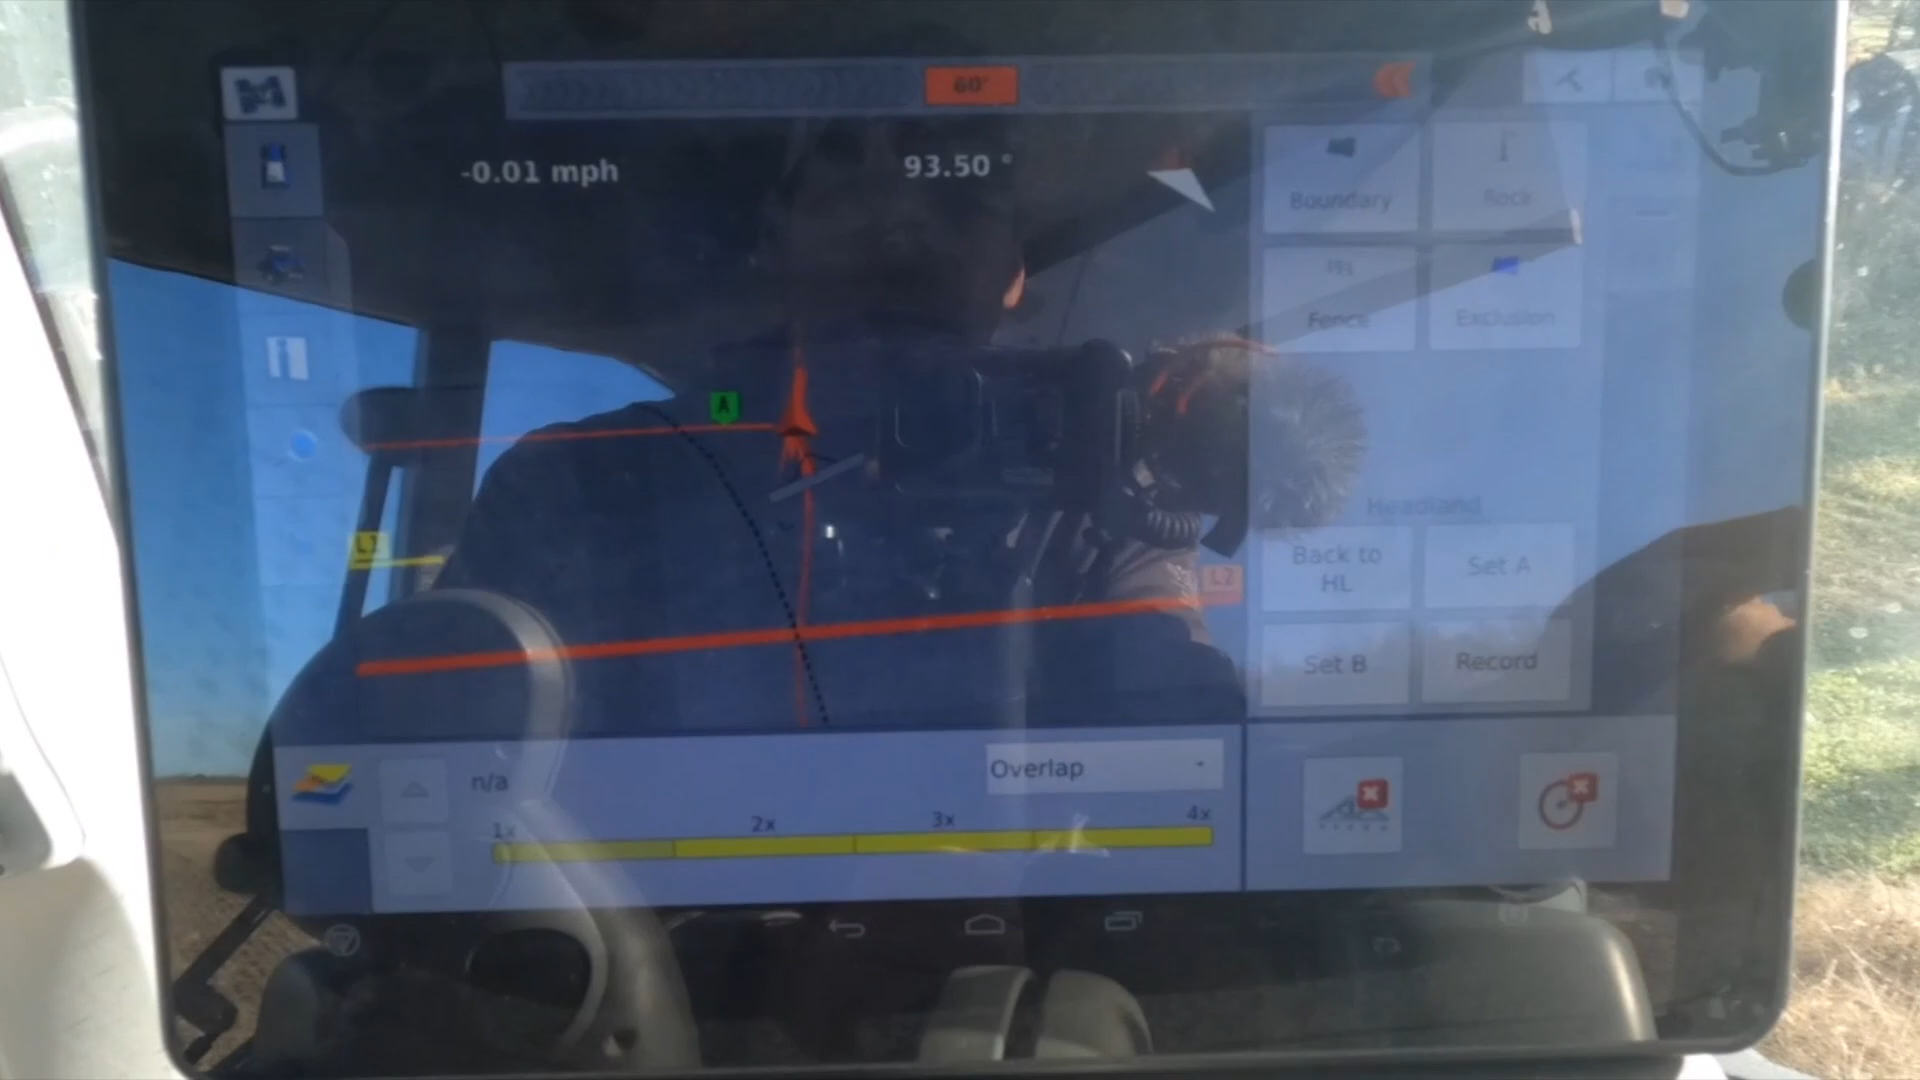 60°
-0.01 mph
93.50 °
Boundary
Rock
Fence
Exclusion
A
L1
L2
Headland
Back to
HL
Set A
Set B
Record
n/a
Overlap
1x
2x
3x
4x